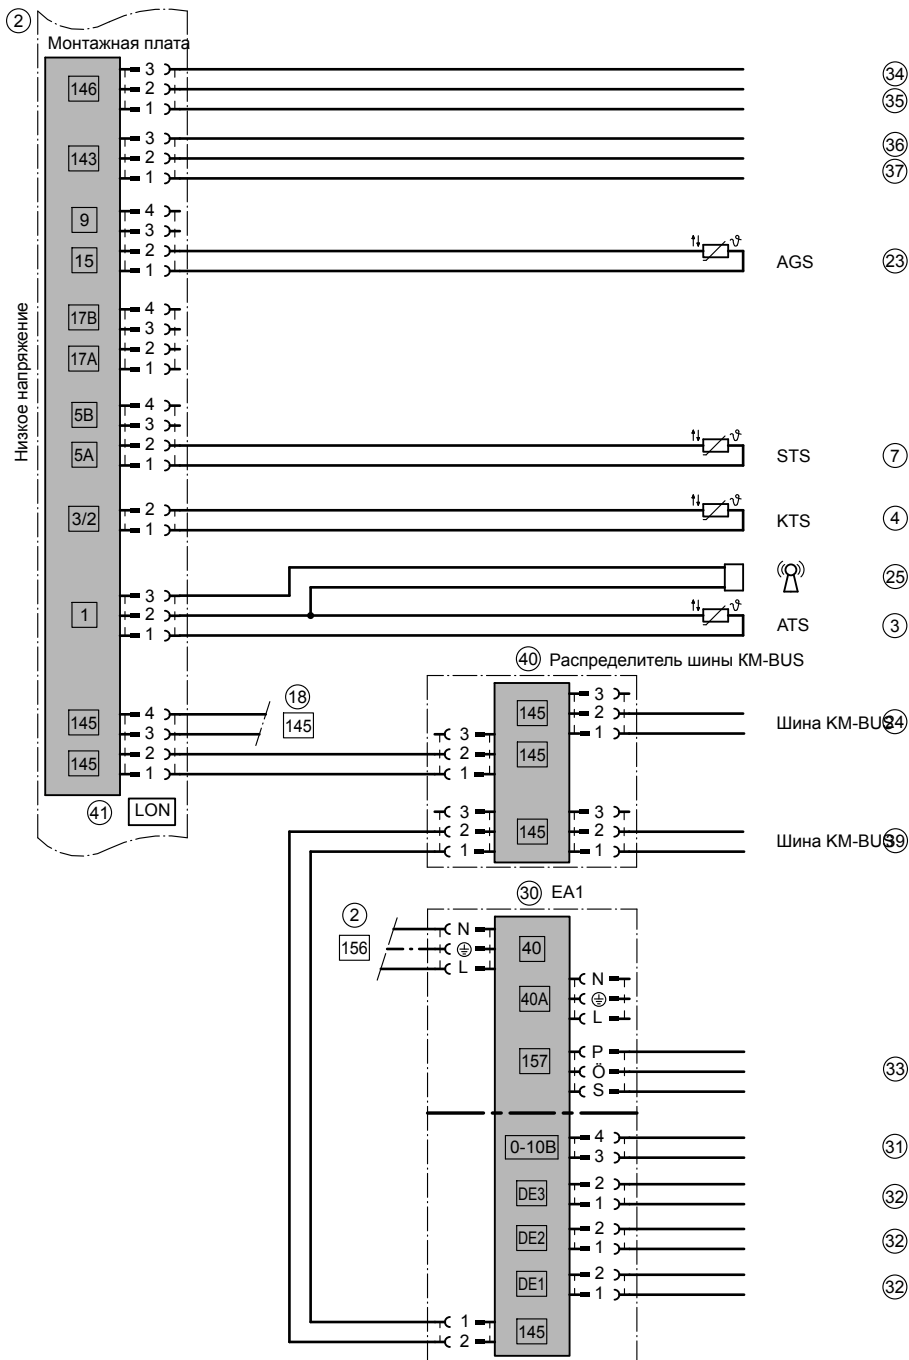 2
Монтажная плата
Низкое напряжение
146
3
2
1
34
35
143
3
2
1
36
37
9
4
3
15
2
1
ϑ
AGS
23
17B
4
3
17A
2
1
5B
4
3
5A
2
1
ϑ
STS
7
3/2
2
1
ϑ
KTS
4
25
1
3
2
1
ϑ
ATS
3
40 Распределитель шины KM-BUS
145
4
3
18
145
145
2
1
41
LON
3
2
1
145
145
3
2
1
Шина KM-BUS 24
3
2
1
145
3
2
1
Шина KM-BUS 39
30 EA1
2
156
N
L
40
40A
N
L
157
P
Ö
S
33
0-10В
4
3
31
DE3
2
1
32
DE2
2
1
32
DE1
2
1
32
1
2
145